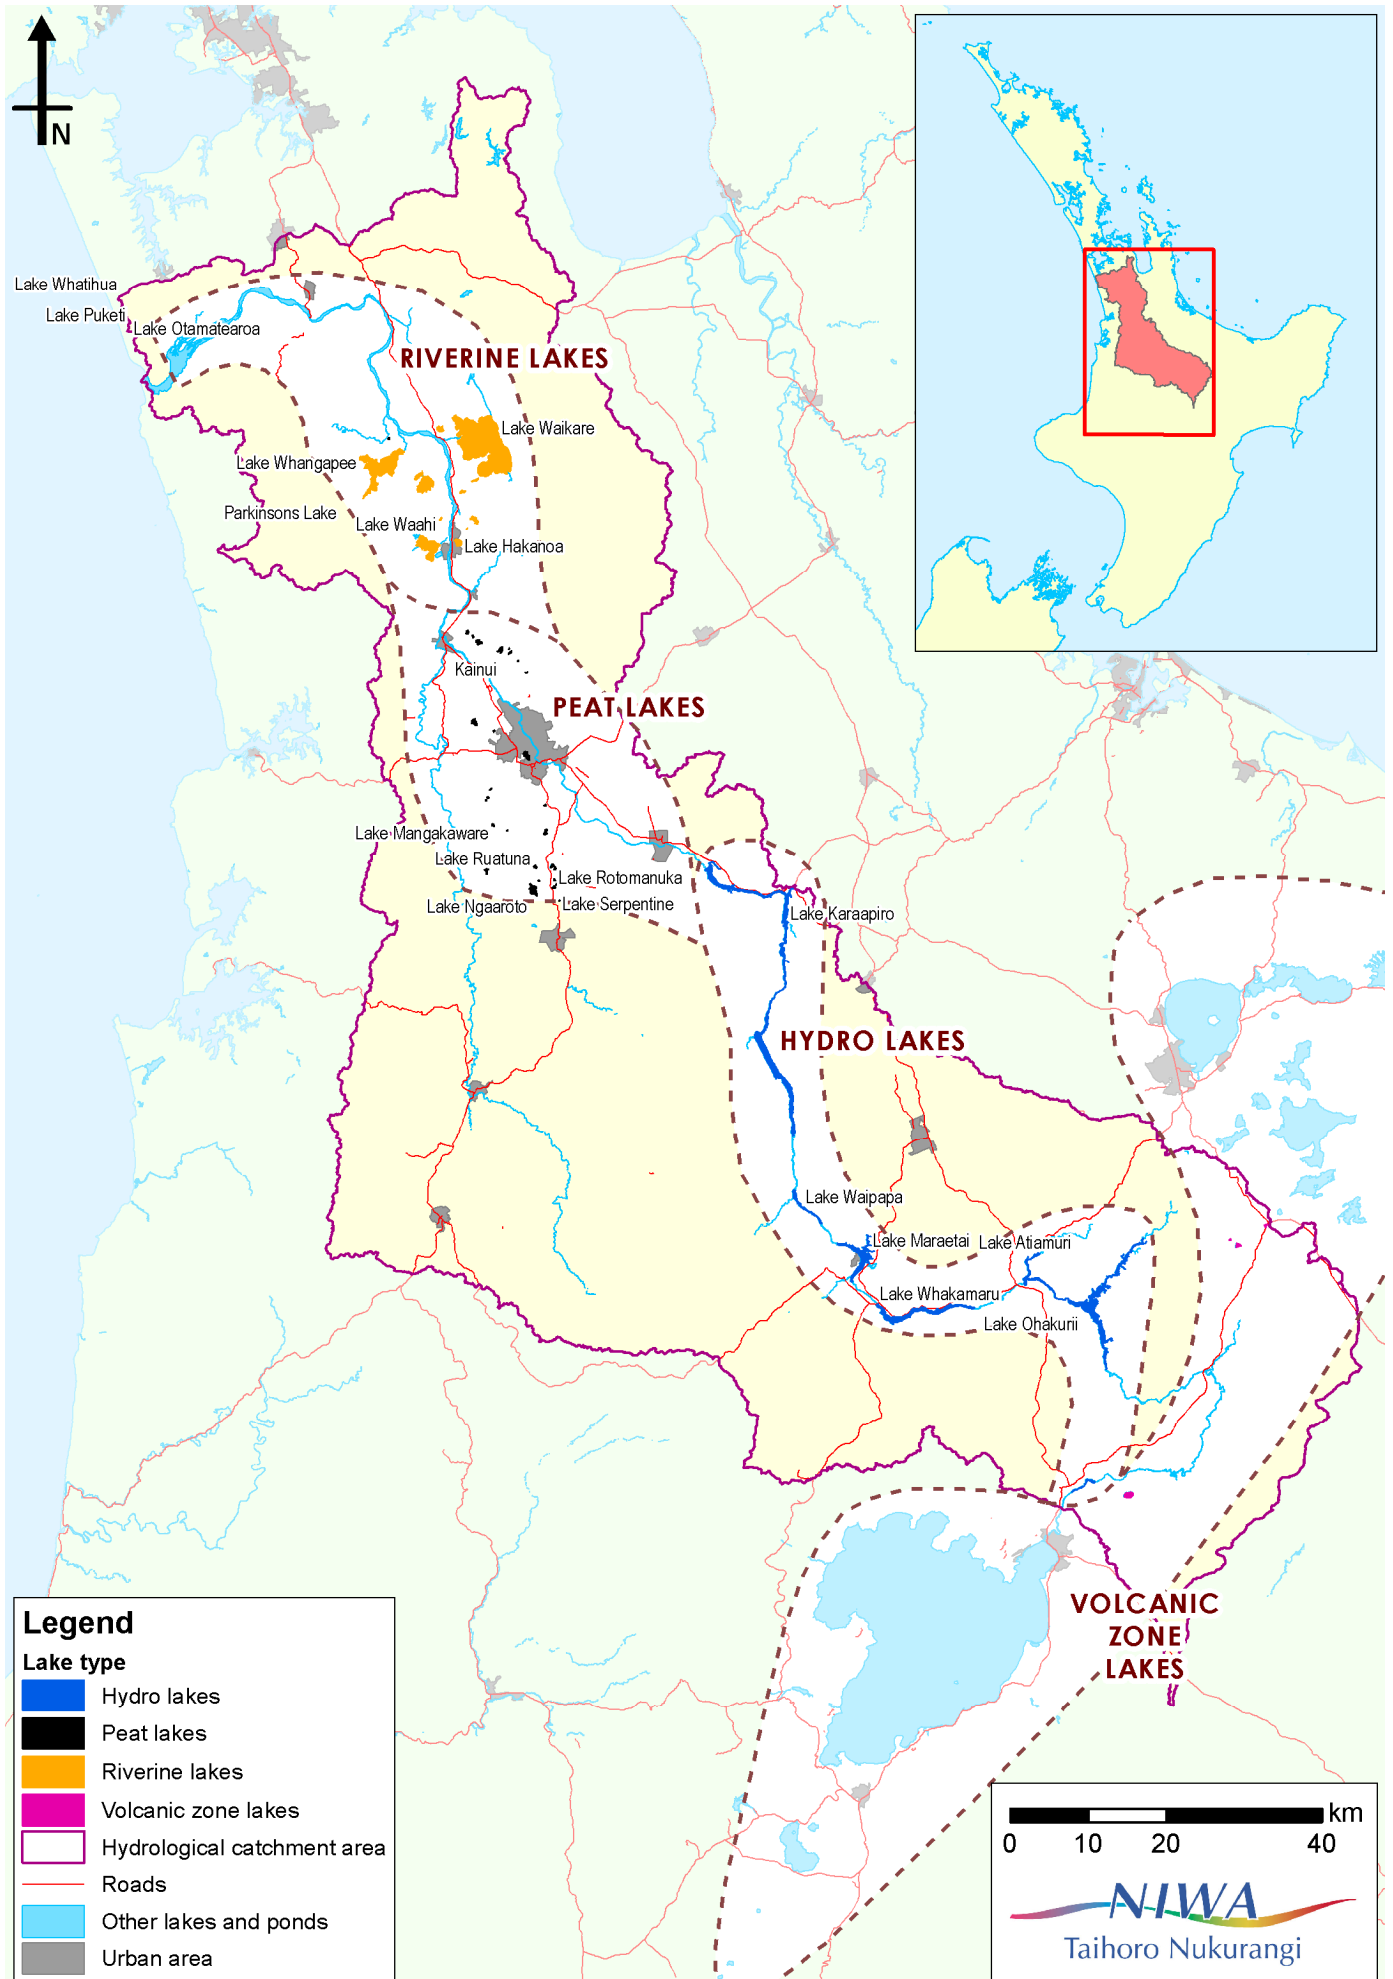 N
Lake Whatihua
Lake Puketi
Lake Otamatearoa
RIVERINE LAKES
Lake Waikare
Lake Whangapee
Parkinsons Lake
Lake Waahi
Lake Hakanoa
Kainui
PEAT LAKES
Lake Mangakaware
Lake Ruatuna
Lake Rotomanuka
Lake Ngaaroto
Lake Serpentine
Lake Karaapiro
HYDRO LAKES
Lake Waipapa
Lake Maraetai
Lake Atiamuri
Lake Whakamaru
Lake Ohakurii
VOLCANIC
ZONE
LAKES
Legend
Lake type
Hydro lakes
Peat lakes
Riverine lakes
Volcanic zone lakes
Hydrological catchment area
Roads
Other lakes and ponds
Urban area
km
0 10 20 40
NIWA
Taihoro Nukurangi